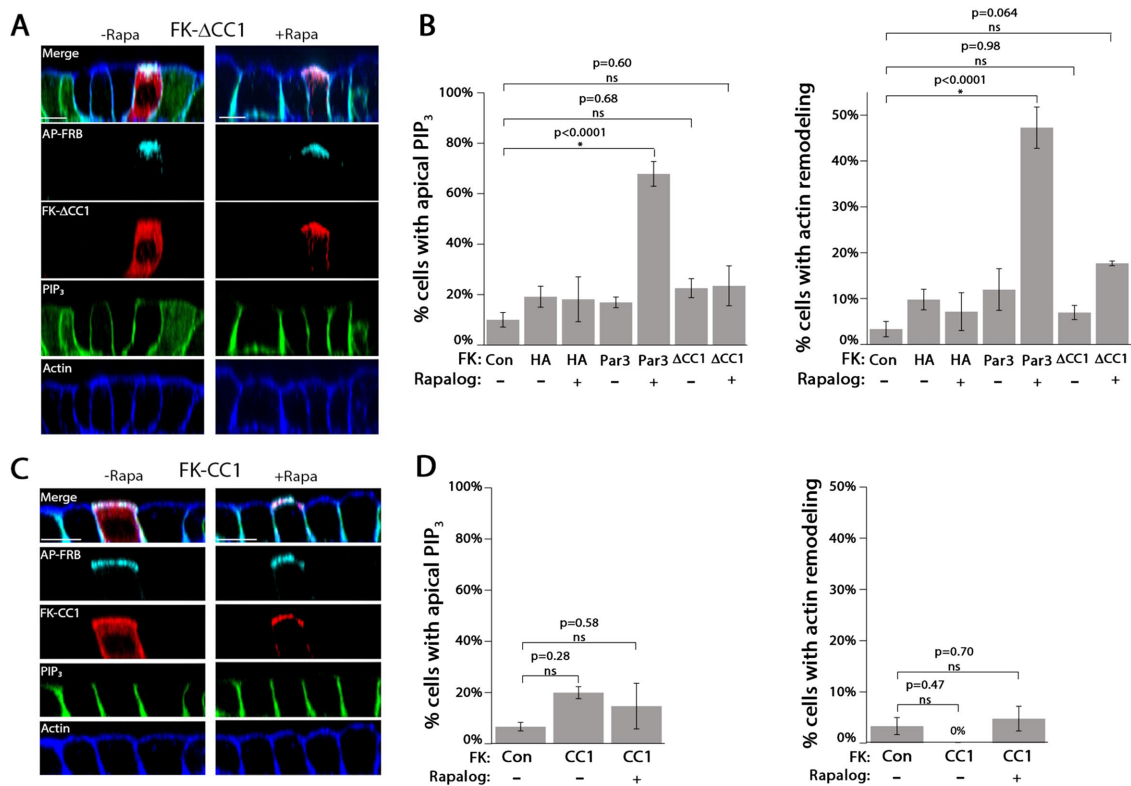 A
FK-ΔCC1
-Rapa
+Rapa
Merge
AP-FRB
FK-ΔCC1
PIP3
Actin
B
% cells with apical PIP3
100%
80%
60%
40%
20%
0%
p=0.60
ns
p=0.68
ns
p<0.0001
*
FK: Con HA HA Par3 Par3 ΔCC1 ΔCC1
Rapalog: – – + – + – +
% cells with actin remodeling
50%
40%
30%
20%
10%
0%
p=0.064
ns
p=0.98
ns
p<0.0001
*
Con HA HA Par3 Par3 ΔCC1 ΔCC1
– – + – + – +
C
FK-CC1
-Rapa
+Rapa
Merge
AP-FRB
FK-CC1
PIP3
Actin
D
% cells with apical PIP3
100%
80%
60%
40%
20%
0%
p=0.58
ns
p=0.28
ns
FK: Con CC1 CC1
Rapalog: – – +
% cells with actin remodeling
50%
40%
30%
20%
10%
0%
p=0.70
ns
p=0.47
ns
0%
FK: Con CC1 CC1
Rapalog: – – +